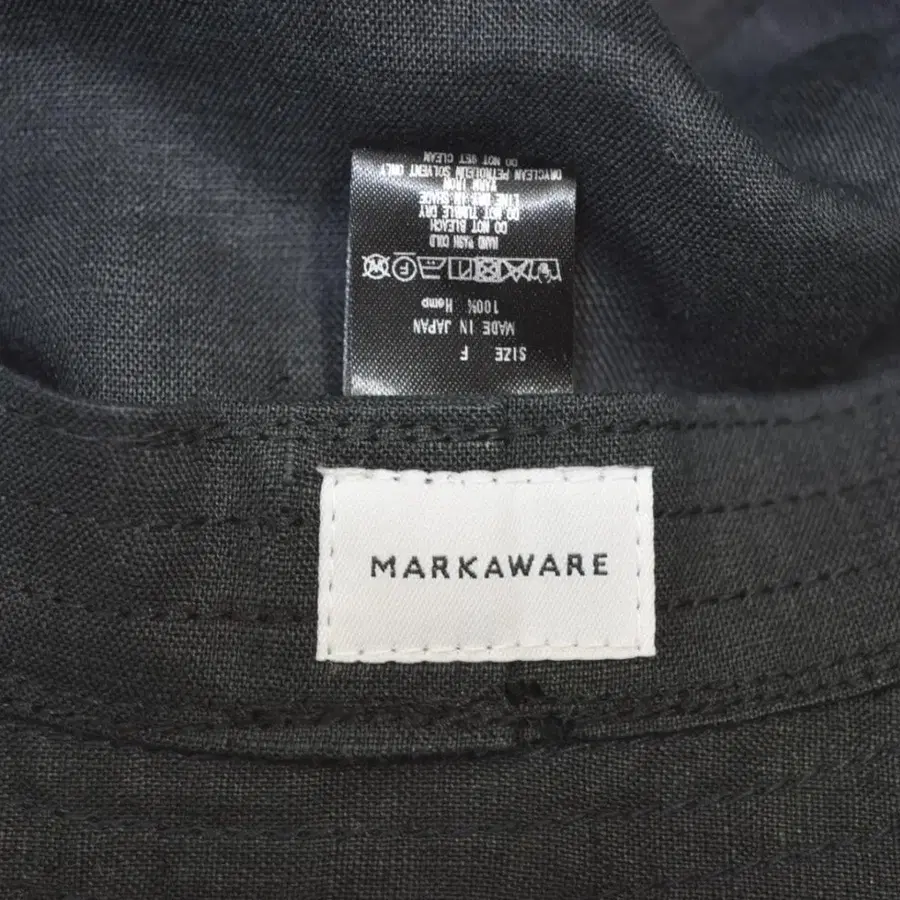 SIZE F
MADE IN JAPAN
100% Hemp
HAND WASH COLD
DO NOT BLEACH
DO NOT TUMBLE DRY
LINE DRY IN SHADE
WARM IRON
DRYCLEAN PETROLEUM SOLVENT ONLY
DO NOT WET CLEAN
MARKAWARE